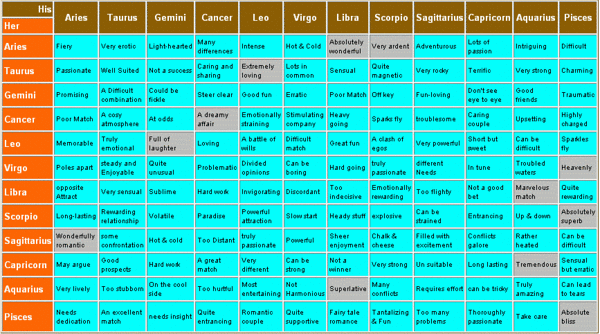 His Aries Taurus Gemini Cancer Leo Virgo Libra Scorpio Sagittarius Capricorn Aquarius Pisces
Her
Aries Fiery Very erotic Light-hearted Many differences Intense Hot & Cold Absolutely wonderful Very ardent Adventurous Lots of passion Intriguing Difficult
Taurus Passionate Well Suited Not a success Caring and sharing Extremely loving Lots in common Sensual Quite magnetic Very rocky Terrific Very strong Charming
Gemini Promising A Difficult combination Could be fickle Steer clear Good fun Erratic Poor Match Off key Fun-loving Don't see eye to eye Good friends Traumatic
Cancer Poor Match A cosy atmosphere At odds A dreamy affair Emotionally straining Stimulating company Heavy going Sparks fly troublesome Caring couple Upsetting Highly charged
Leo Memorable Truly emotional Full of laughter Loving A battle of wills Difficult match Great fun A clash of egos Very powerful Short but sweet Can be difficult Sparkles fly
Virgo Poles apart steady and Enjoyable Quite unusual Problematic Divided opinions Can be boring Hard going truly passionate different Needs In tune Troubled waters Heavenly
Libra opposite Attract Very sensual Sublime Hard work Invigorating Discordant Too indecisive Emotionally rewarding Too flighty Not a good bet Marvelous match Quite rewarding
Scorpio Long-lasting Rewarding relationship Volatile Paradise Powerful attraction Slow start Heady stuff explosive Can be strained Entrancing Up & down Absolutely superb
Sagittarius Wonderfully romantic some confrontation Hot & cold Too Distant truly passionate Powerful Sheer enjoyment Chalk & cheese Filled with excitement Conflicts galore Rather heated Can be difficult
Capricorn May argue Good prospects Hard work A great match Very different Can be strong Not a winner Very strong Un suitable Long lasting Tremendous Sensual but erratic
Aquarius Very lively Too stubborn On the cool side Too hurtful Most entertaining Not Harmonious Superlative Many conflicts Requires effort can be tricky Truly amazing Can lead to tears
Pisces Needs dedication An excellent match needs insight Quite entrancing Romantic couple Quite supportive Fairy tale romance Tantalizing & Fun Too many problems Thoroughly passionate Take care Absolute bliss